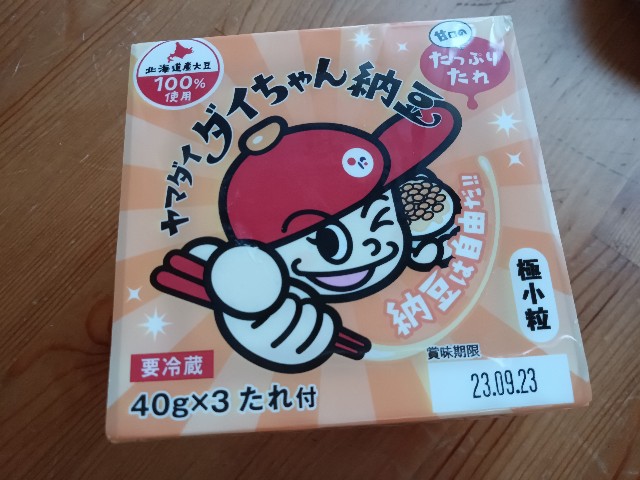 北海道産大豆
100%
使用
甘口の
たっぷり
たれ
ヤマダイ
ダイちゃん納豆
納豆は自由だ!!
極小粒
要冷蔵
40g×3 たれ付
賞味期限
23.09.23